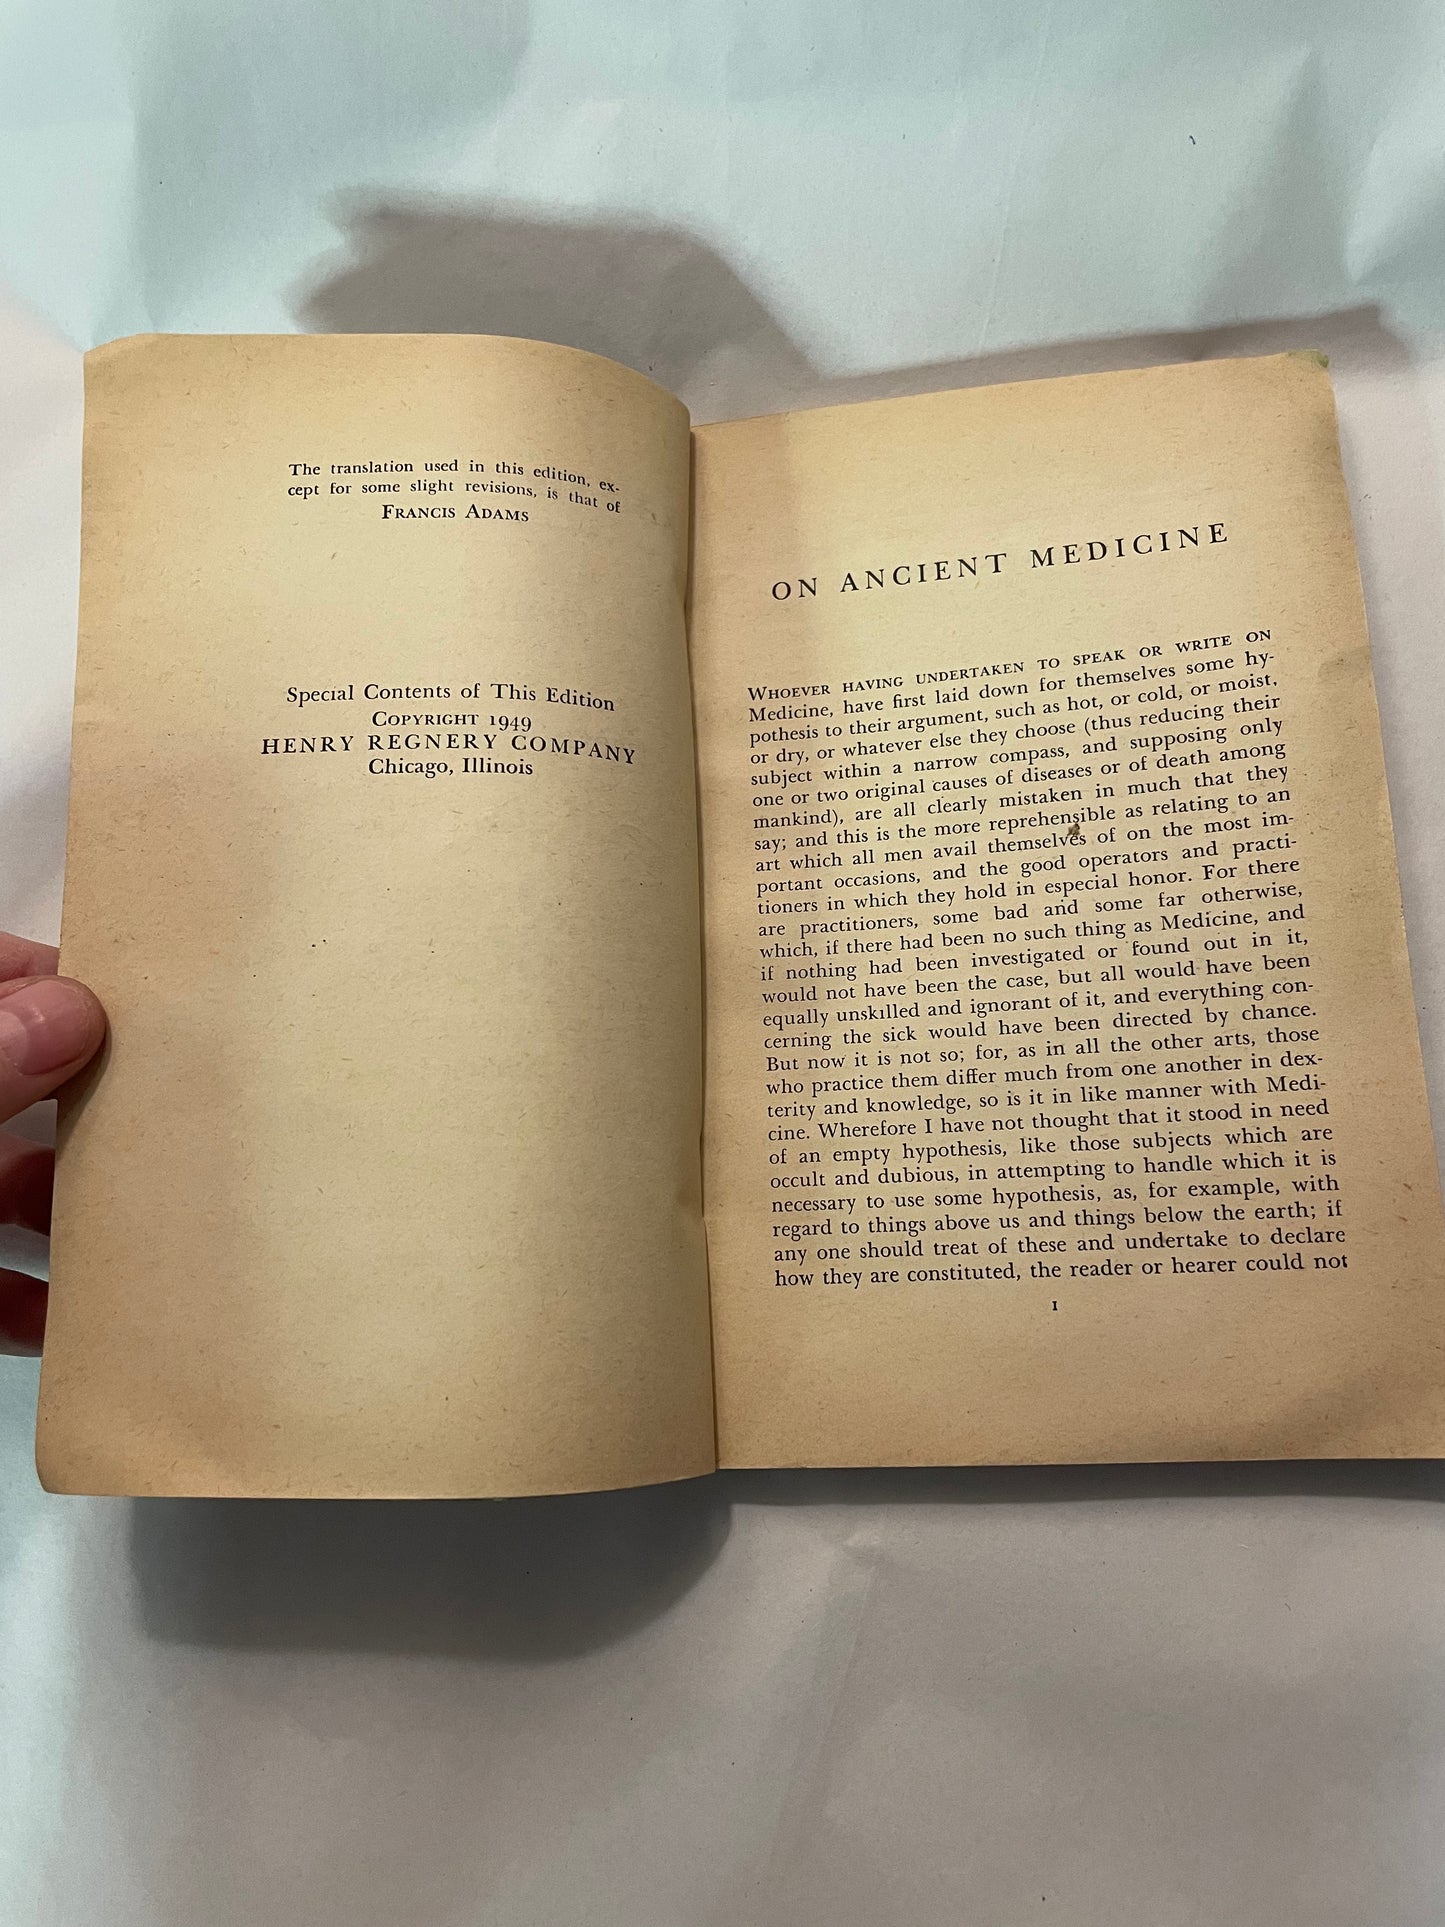 The translation used in this edition, ex-
cept for some slight revisions, is that of
FRANCIS ADAMS
Special Contents of This Edition
COPYRIGHT 1949
HENRY REGNERY COMPANY
Chicago, Illinois
ON ANCIENT MEDICINE
WHOEVER HAVING UNDERTAKEN TO SPEAK OR WRITE ON
Medicine, have first laid down for themselves some hy-
pothesis to their argument, such as hot, or cold, or moist,
or dry, or whatever else they choose (thus reducing their
subject within a narrow compass, and supposing only
one or two original causes of diseases or of death among
mankind), are all clearly mistaken in much that they
say; and this is the more reprehensible as relating to an
art which all men avail themselves of on the most im-
portant occasions, and the good operators and practi-
tioners in which they hold in especial honor. For there
are practitioners, some bad and some far otherwise,
which, if there had been no such thing as Medicine, and
if nothing had been investigated or found out in it,
would not have been the case, but all would have been
equally unskilled and ignorant of it, and everything con-
cerning the sick would have been directed by chance.
But now it is not so; for, as in all the other arts, those
who practice them differ much from one another in dex-
terity and knowledge, so is it in like manner with Medi-
cine. Wherefore I have not thought that it stood in need
of an empty hypothesis, like those subjects which are
occult and dubious, in attempting to handle which it is
necessary to use some hypothesis, as, for example, with
regard to things above us and things below the earth; if
any one should treat of these and undertake to declare
how they are constituted, the reader or hearer could not
1